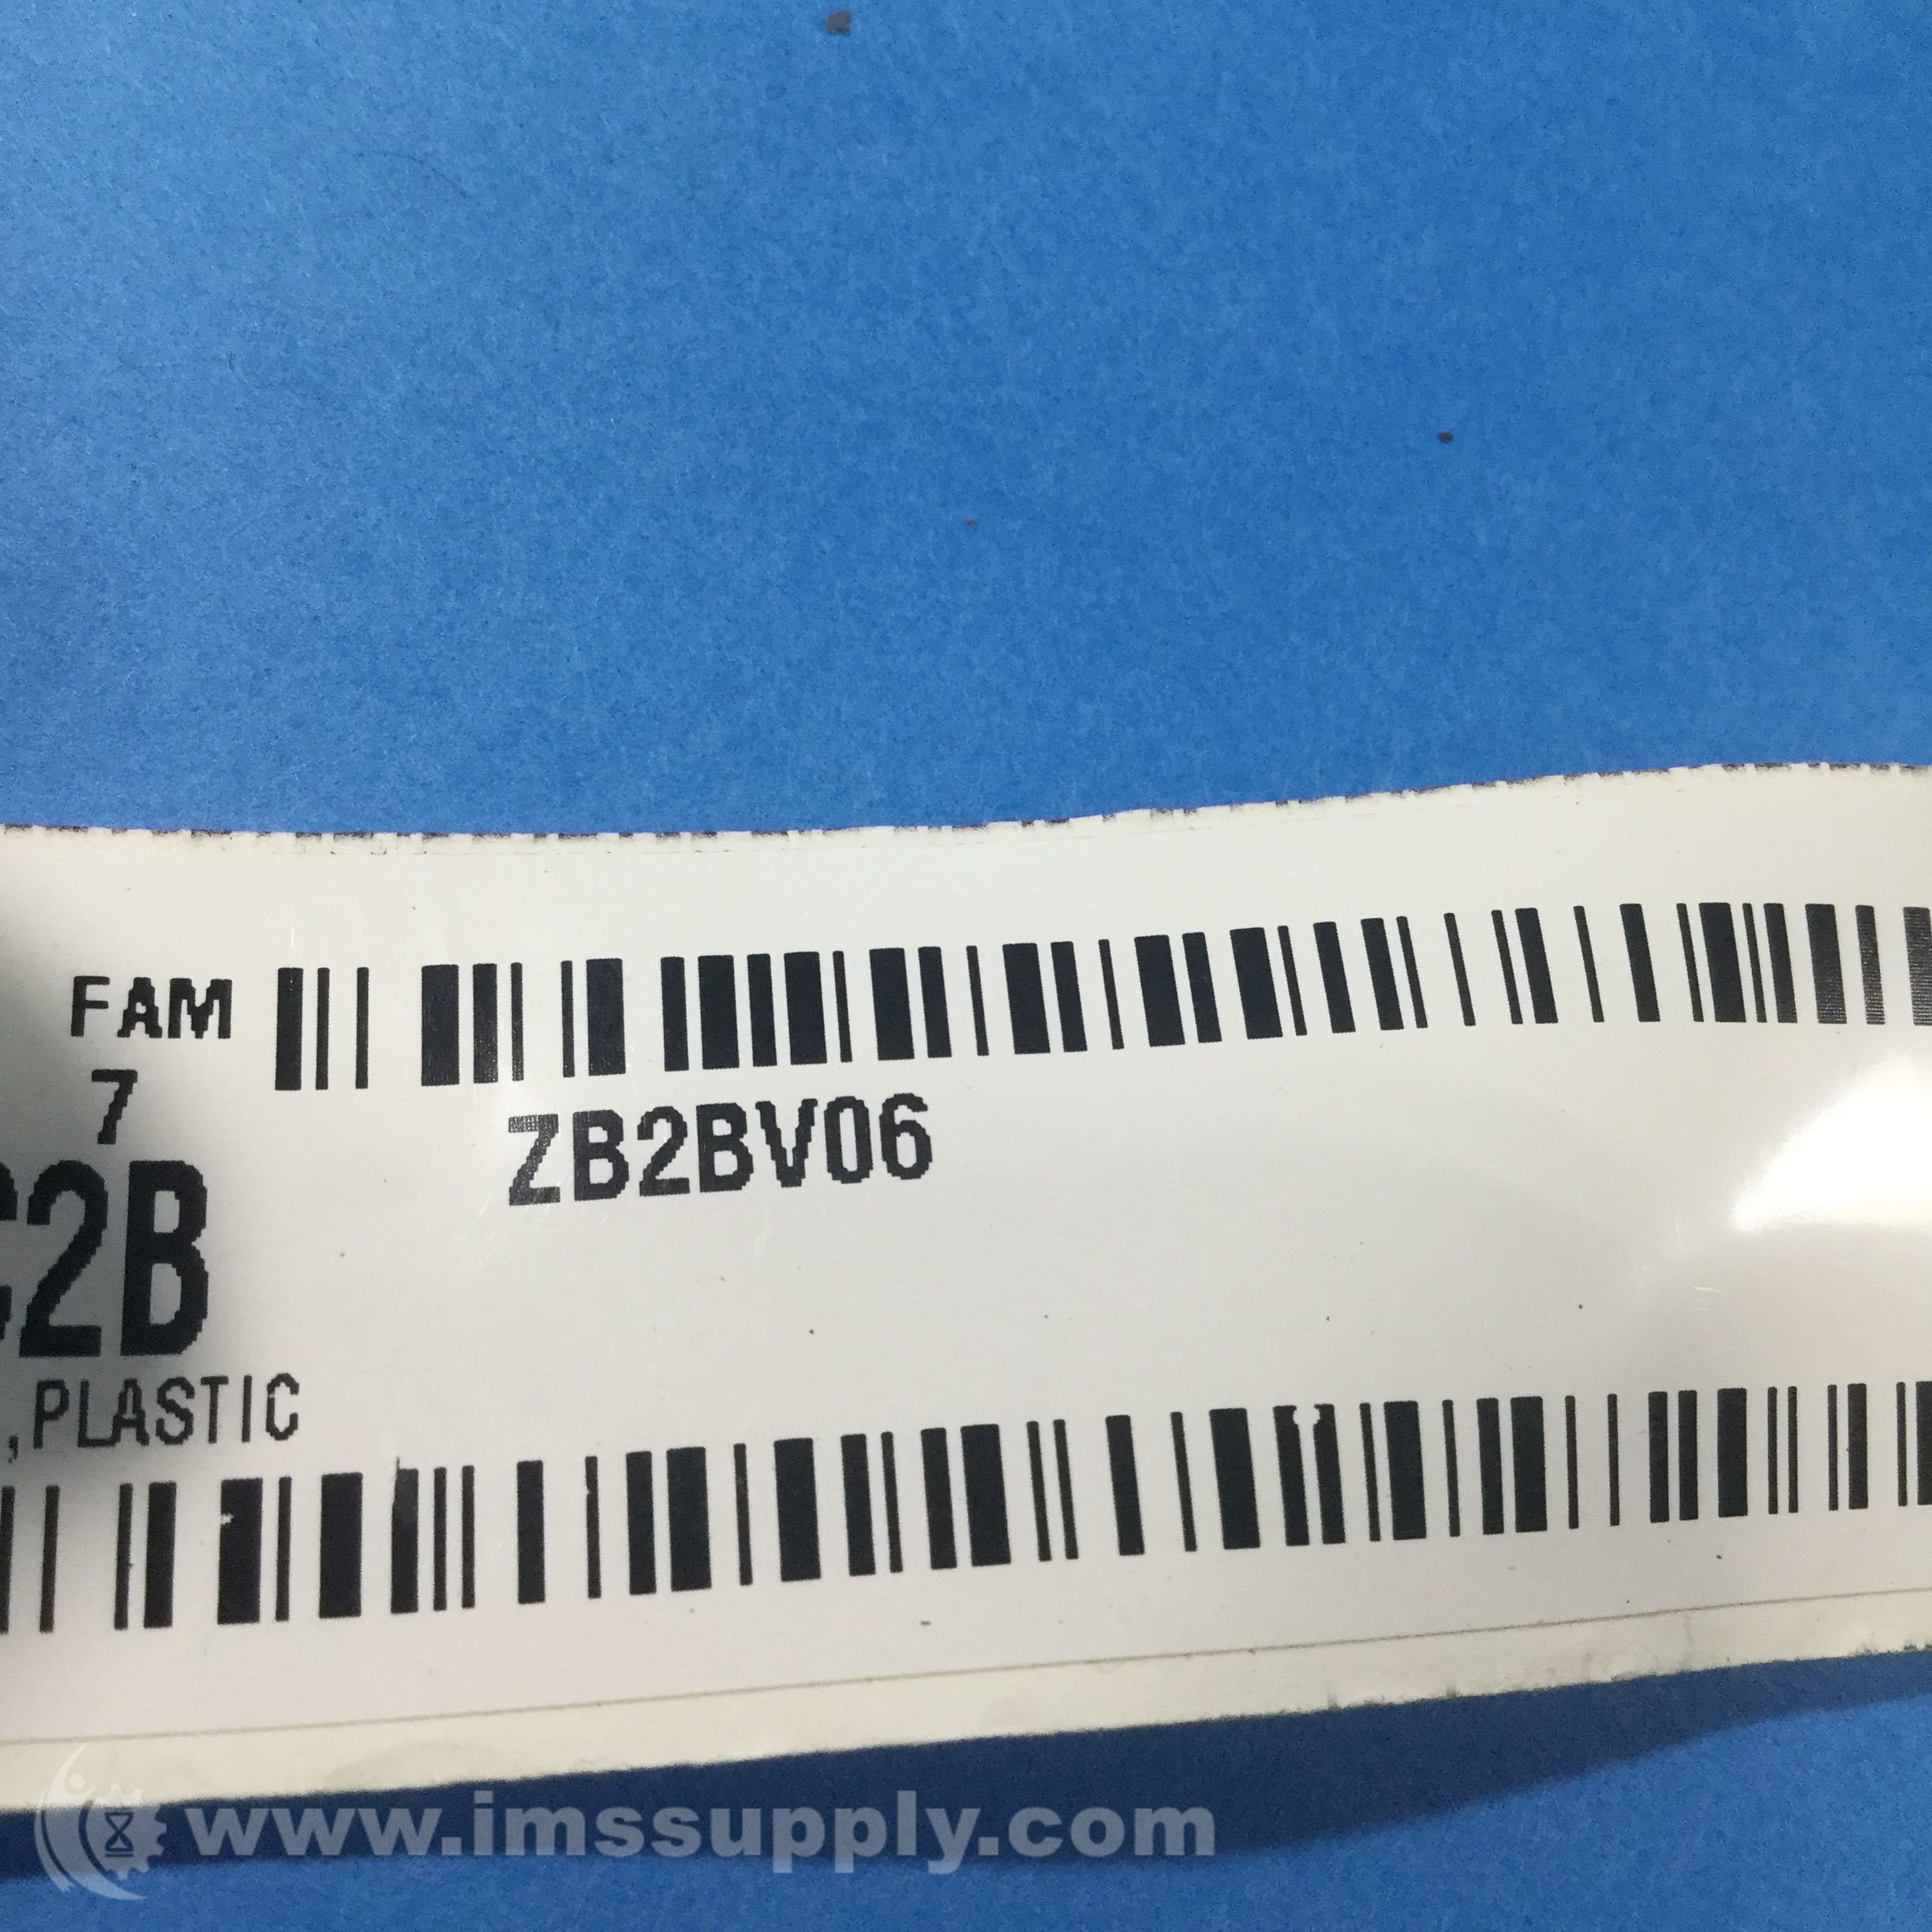 FAM
7
ZB2BV06
C2B
,PLASTIC
www.imssupply.com